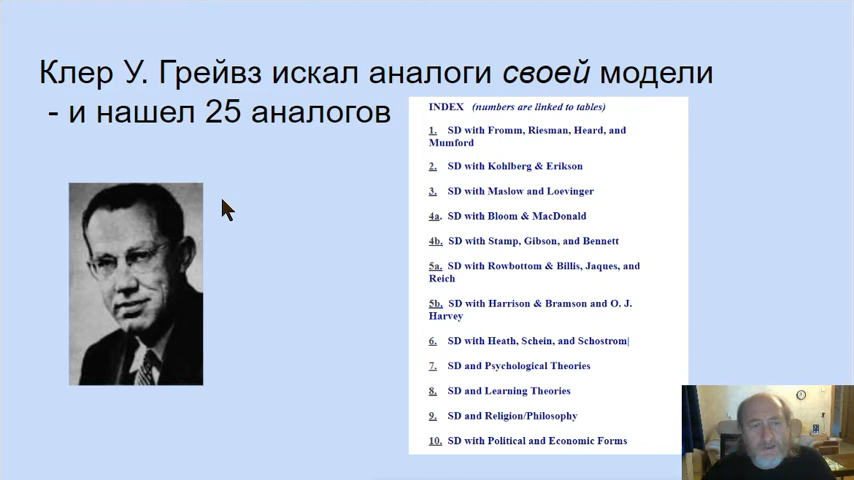 Клер У. Грейвз искал аналоги своей модели
- и нашел 25 аналогов
INDEX (numbers are linked to tables)
1. SD with Fromm, Riesman, Heard, and
Mumford
2. SD with Kohlberg & Erikson
3. SD with Maslow and Loevinger
4a. SD with Bloom & MacDonald
4b. SD with Stamp, Gibson, and Bennett
5a. SD with Rowbottom & Billis, Jaques, and
Reich
5b. SD with Harrison & Bramson and O. J.
Harvey
6. SD with Heath, Schein, and Schostrom
7. SD and Psychological Theories
8. SD and Learning Theories
9. SD and Religion/Philosophy
10. SD with Political and Economic Forms